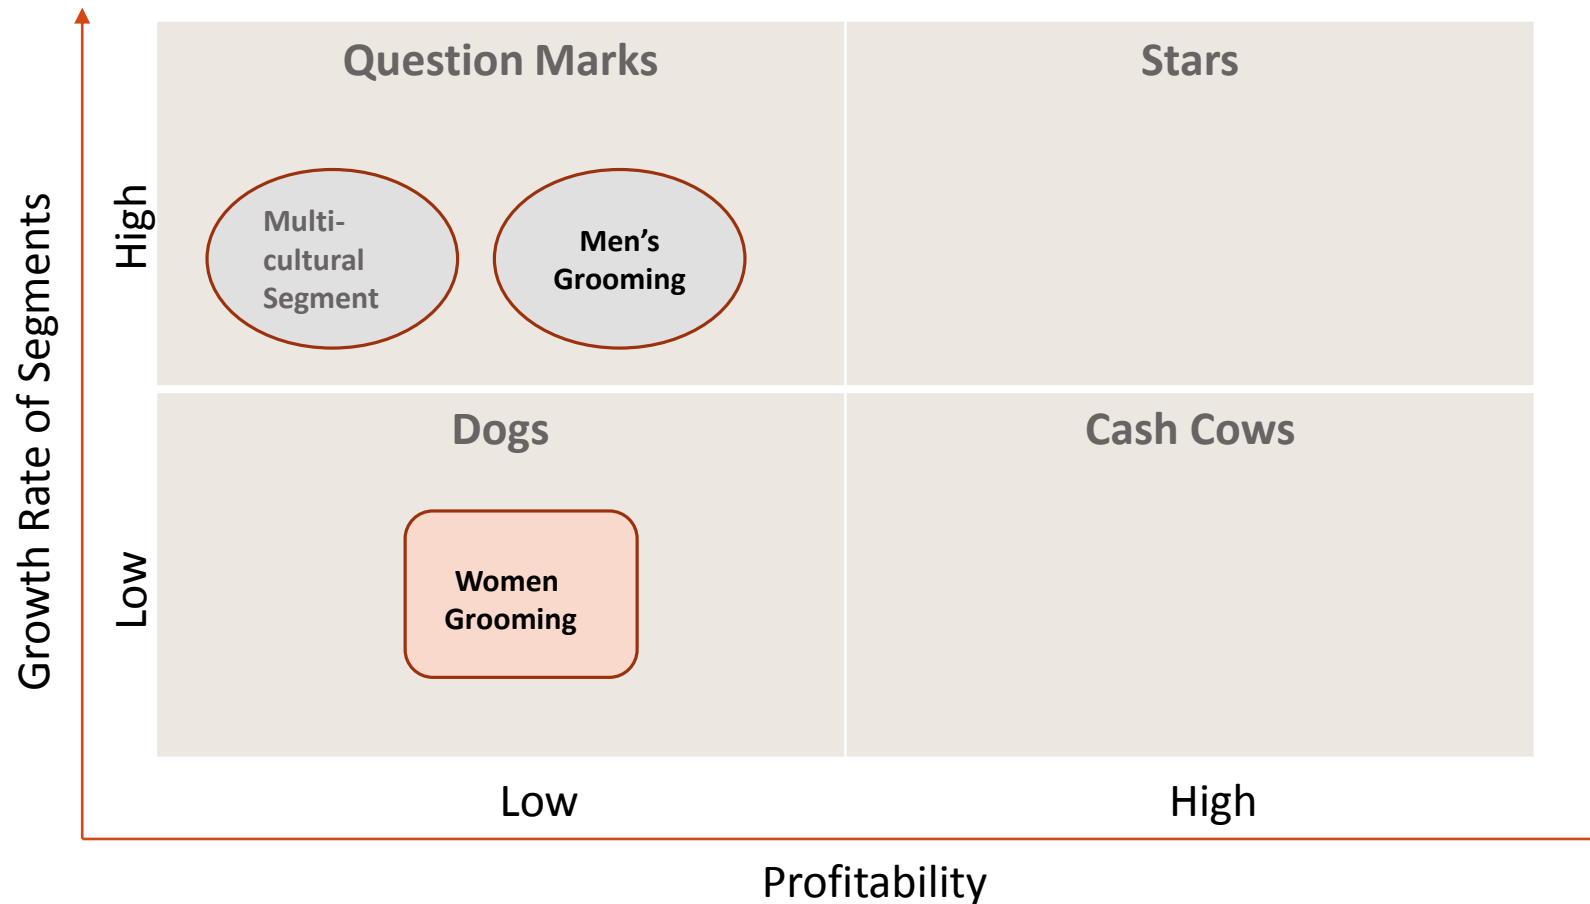 Question Marks
Stars
Multi-
cultural
Segment
Men’s
Grooming
High
Growth Rate of Segments
Dogs
Cash Cows
Women
Grooming
Low
Low
High
Profitability